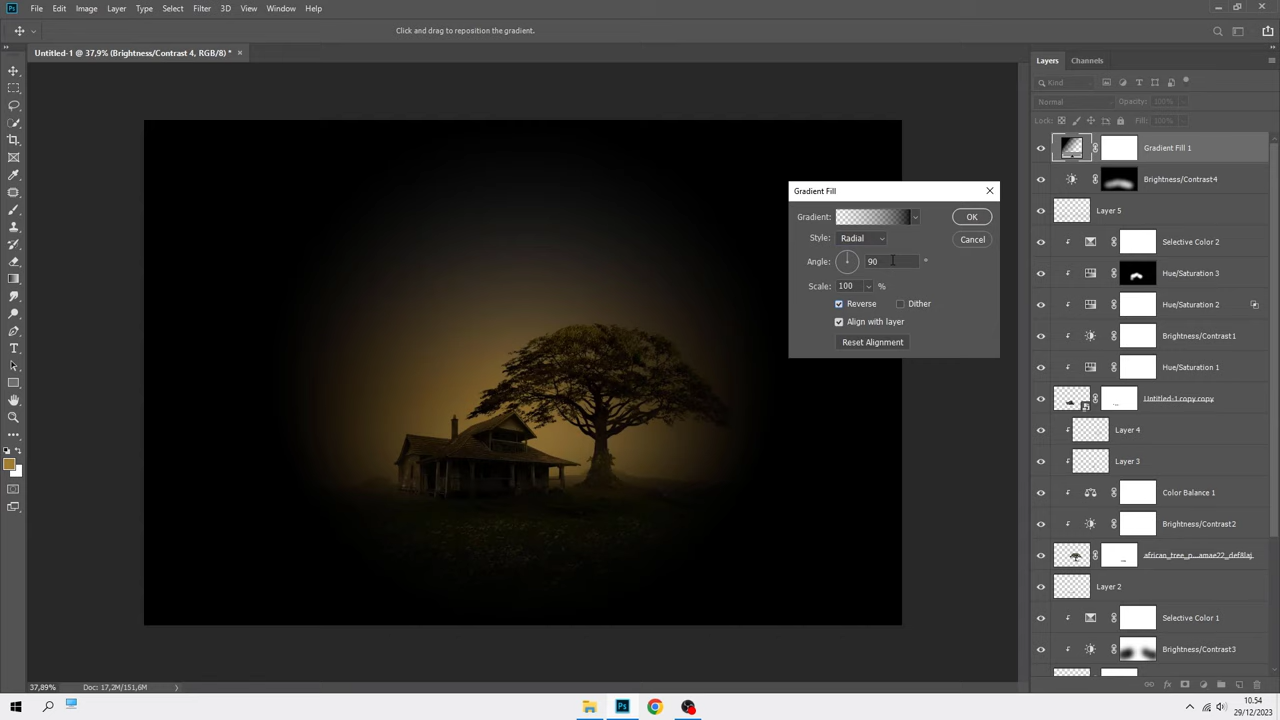 Ps File Edit Image Layer Type Select Filter 3D View Window Help
Click and drag to reposition the gradient.
Untitled-1 @ 37,9% (Brightness/Contrast 4, RGB/8) * ×
Layers Channels
Kind
Normal Opacity: 100%
Lock: Fill: 100%
Gradient Fill 1
Brightness/Contrast4
Layer 5
Selective Color 2
Hue/Saturation 3
Hue/Saturation 2
Brightness/Contrast1
Hue/Saturation 1
Untitled-1 copy copy
Layer 4
Layer 3
Color Balance 1
Brightness/Contrast2
african_tree_p...amae22_def8laj.
Layer 2
Selective Color 1
Brightness/Contrast3
Gradient Fill
Gradient: OK
Style: Radial Cancel
Angle: 90 °
Scale: 100 %
Reverse Dither
Align with layer
Reset Alignment
37,89% Doc: 17,2M/151,6M
Ps
10.54
29/12/2023